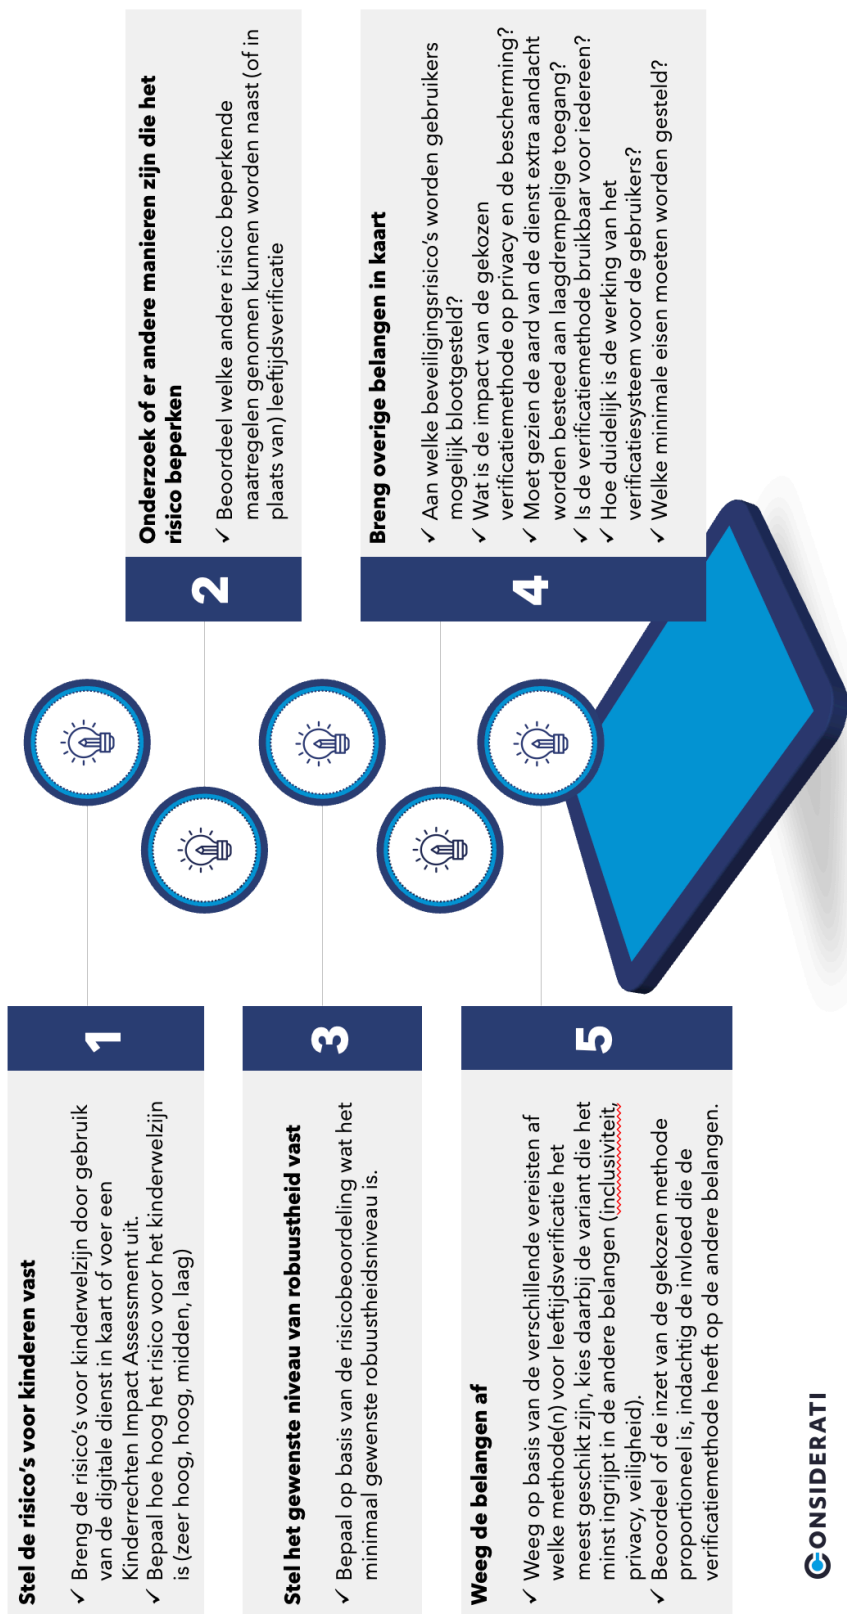 1
Stel de risico's voor kinderen vast
✓ Breng de risico's voor kinderwelzijn door gebruik
van de digitale dienst in kaart of voer een
Kinderrechten Impact Assessment uit.
✓ Bepaal hoe hoog het risico voor het kinderwelzijn
is (zeer hoog, hoog, midden, laag)
2
Onderzoek of er andere manieren zijn die het
risico beperken
✓ Beoordeel welke andere risico beperkende
maatregelen genomen kunnen worden naast (of in
plaats van) leeftijdsverificatie
3
Stel het gewenste niveau van robuustheid vast
✓ Bepaal op basis van de risicobeoordeling wat het
minimaal gewenste robuustheidsniveau is.
4
Breng overige belangen in kaart
✓ Aan welke beveiligingsrisico's worden gebruikers
mogelijk blootgesteld?
✓ Wat is de impact van de gekozen
verificatiemethode op privacy en de bescherming?
✓ Moet gezien de aard van de dienst extra aandacht
worden besteed aan laagdrempelige toegang?
✓ Is de verificatiemethode bruikbaar voor iedereen?
✓ Hoe duidelijk is de werking van het
verificatiesysteem voor de gebruikers?
✓ Welke minimale eisen moeten worden gesteld?
5
Weeg de belangen af
✓ Weeg op basis van de verschillende vereisten af
welke methode(n) voor leeftijdsverificatie het
meest geschikt zijn, kies daarbij de variant die het
minst ingrijpt in de andere belangen (inclusiviteit,
privacy, veiligheid).
✓ Beoordeel of de inzet van de gekozen methode
proportioneel is, indachtig de invloed die de
verificatiemethode heeft op de andere belangen.
CONSIDERATI